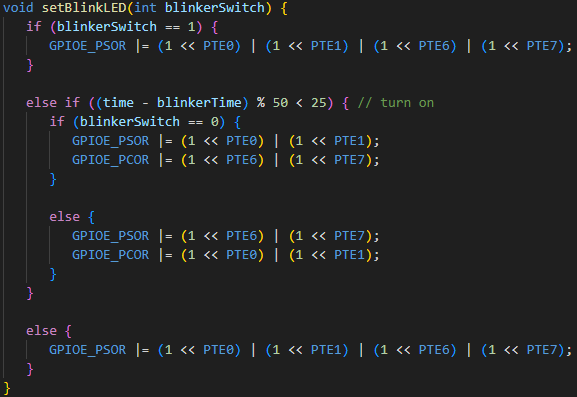 void setBlinkLED(int blinkerSwitch) {
if (blinkerSwitch == 1) {
GPIOE_PSOR |= (1 << PTE0) | (1 << PTE1) | (1 << PTE6) | (1 << PTE7);
}
else if ((time - blinkerTime) % 50 < 25) { // turn on
if (blinkerSwitch == 0) {
GPIOE_PSOR |= (1 << PTE0) | (1 << PTE1);
GPIOE_PCOR |= (1 << PTE6) | (1 << PTE7);
}
else {
GPIOE_PSOR |= (1 << PTE6) | (1 << PTE7);
GPIOE_PCOR |= (1 << PTE0) | (1 << PTE1);
}
}
else {
GPIOE_PSOR |= (1 << PTE0) | (1 << PTE1) | (1 << PTE6) | (1 << PTE7);
}
}